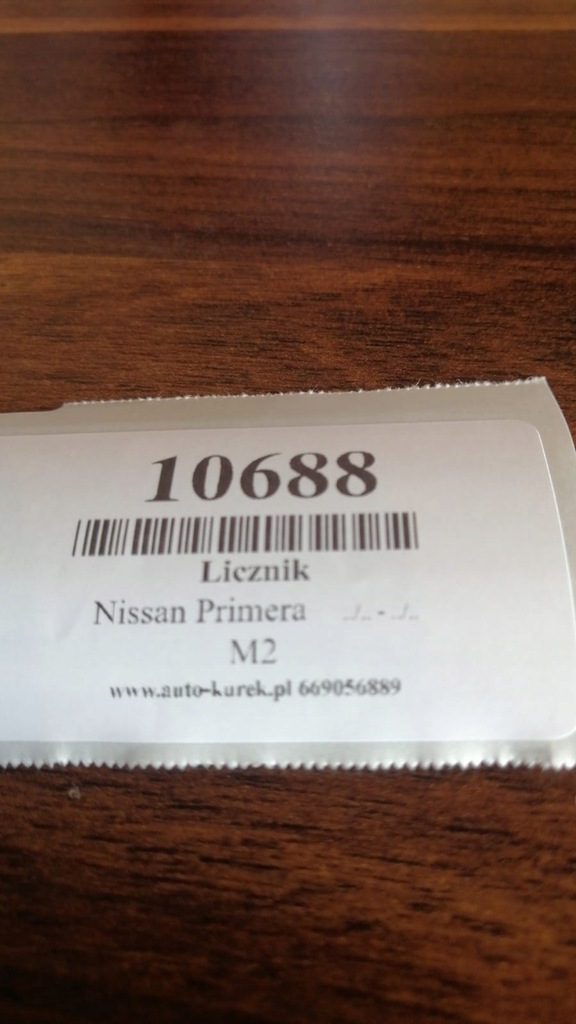 10688
Licznik
Nissan Primera ../.. - ../..
M2
www.auto-kurek.pl 669056889